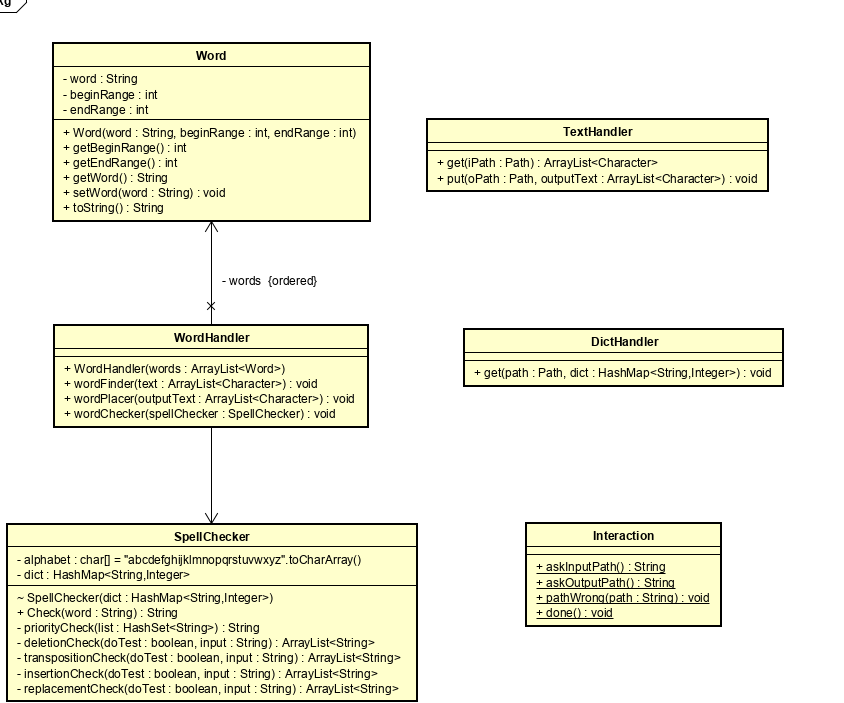 Word
- word : String
- beginRange : int
- endRange : int
+ Word(word : String, beginRange : int, endRange : int)
+ getBeginRange() : int
+ getEndRange() : int
+ getWord() : String
+ setWord(word : String) : void
+ toString() : String
TextHandler
+ get(iPath : Path) : ArrayList<Character>
+ put(oPath : Path, outputText : ArrayList<Character>) : void
- words {ordered}
WordHandler
+ WordHandler(words : ArrayList<Word>)
+ wordFinder(text : ArrayList<Character>) : void
+ wordPlacer(outputText : ArrayList<Character>) : void
+ wordChecker(spellChecker : SpellChecker) : void
DictHandler
+ get(path : Path, dict : HashMap<String,Integer>) : void
SpellChecker
- alphabet : char[] = "abcdefghijklmnopqrstuvwxyz".toCharArray()
- dict : HashMap<String,Integer>
~ SpellChecker(dict : HashMap<String,Integer>)
+ Check(word : String) : String
- priorityCheck(list : HashSet<String>) : String
- deletionCheck(doTest : boolean, input : String) : ArrayList<String>
- transpositionCheck(doTest : boolean, input : String) : ArrayList<String>
- insertionCheck(doTest : boolean, input : String) : ArrayList<String>
- replacementCheck(doTest : boolean, input : String) : ArrayList<String>
Interaction
+ askInputPath() : String
+ askOutputPath() : String
+ pathWrong(path : String) : void
+ done() : void